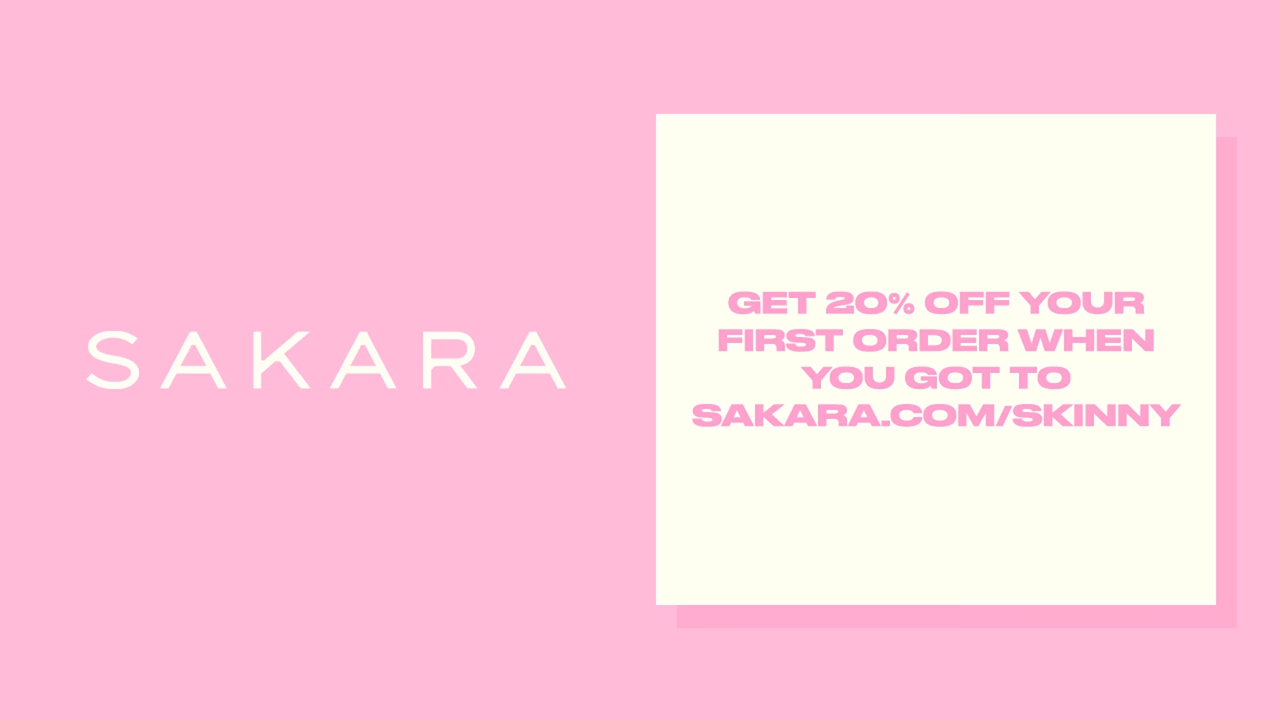 SAKARA
GET 20% OFF YOUR
FIRST ORDER WHEN
YOU GOT TO
SAKARA.COM/SKINNY